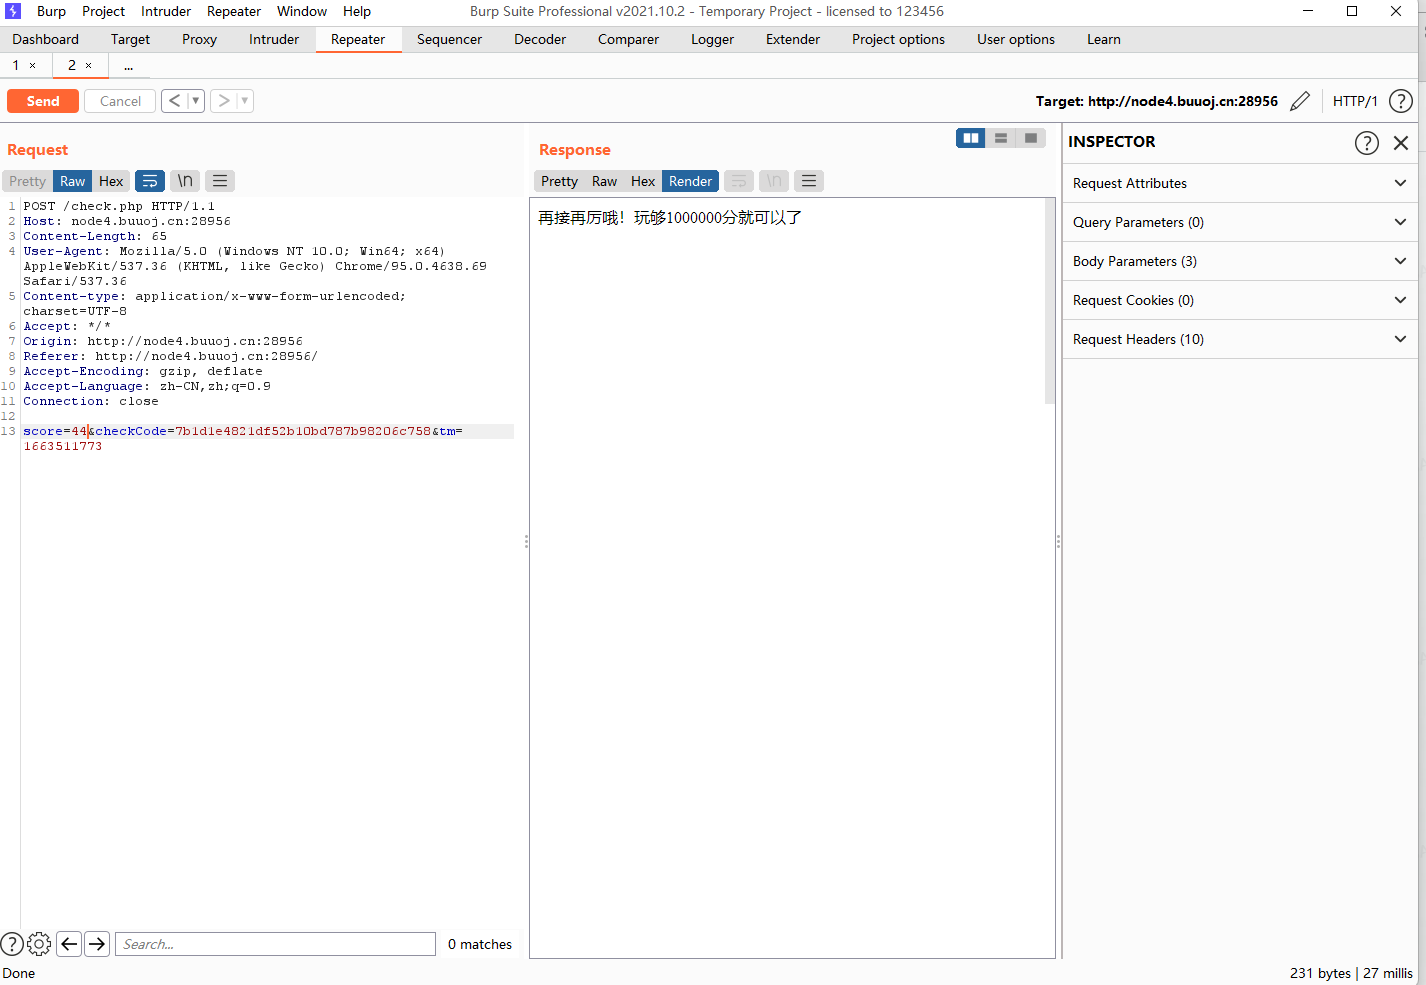 Burp Project Intruder Repeater Window Help Burp Suite Professional v2021.10.2 - Temporary Project - licensed to 123456
Dashboard Target Proxy Intruder Repeater Sequencer Decoder Comparer Logger Extender Project options User options Learn
1 × 2 × ...
Send Cancel < > Target: http://node4.buuoj.cn:28956 HTTP/1 ?
Request
Pretty Raw Hex \n
1 POST /check.php HTTP/1.1
2 Host: node4.buuoj.cn:28956
3 Content-Length: 65
4 User-Agent: Mozilla/5.0 (Windows NT 10.0; Win64; x64)
AppleWebKit/537.36 (KHTML, like Gecko) Chrome/95.0.4638.69
Safari/537.36
5 Content-type: application/x-www-form-urlencoded;
charset=UTF-8
6 Accept: */*
7 Origin: http://node4.buuoj.cn:28956
8 Referer: http://node4.buuoj.cn:28956/
9 Accept-Encoding: gzip, deflate
10 Accept-Language: zh-CN,zh;q=0.9
11 Connection: close
12
13 score=44&checkCode=7b1d1e4821df52b10bd787b98206c758&tm=
1663511773
Response
Pretty Raw Hex Render \n
再接再厉哦！玩够1000000分就可以了
INSPECTOR ?
Request Attributes
Query Parameters (0)
Body Parameters (3)
Request Cookies (0)
Request Headers (10)
? Search... 0 matches
Done 231 bytes | 27 millis